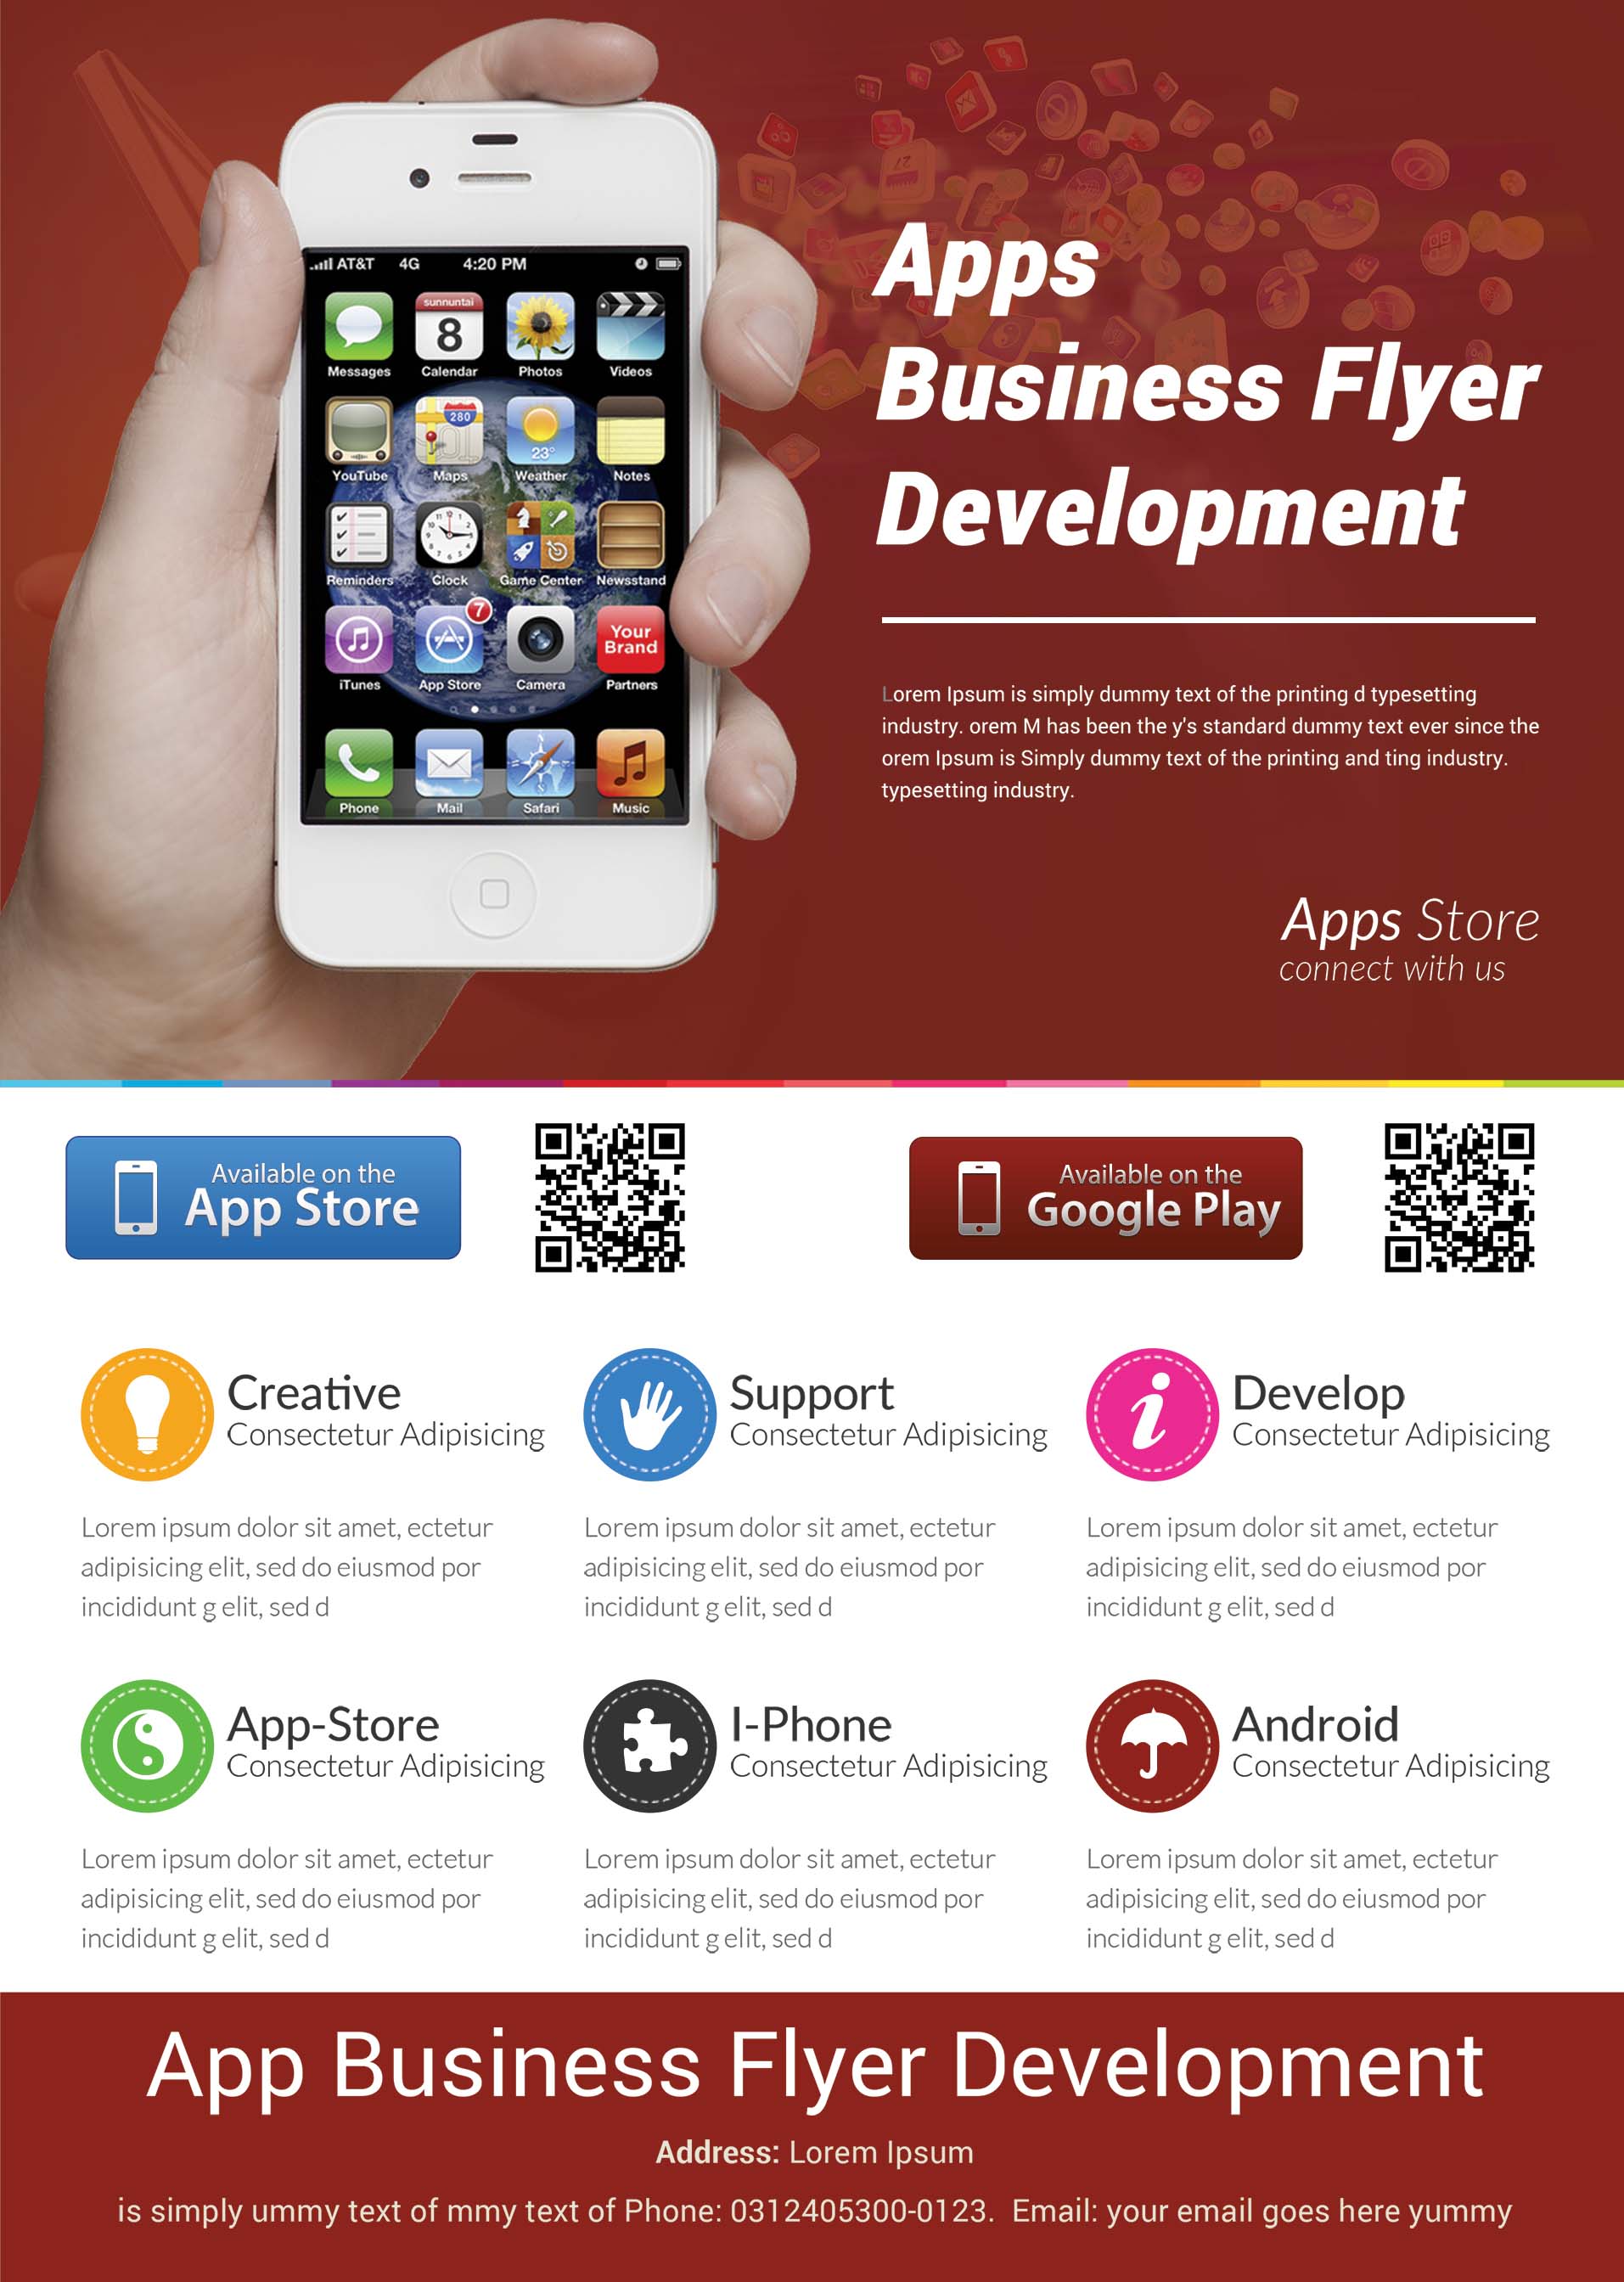 AT&T 4G 4:20 PM
sunnuntai
8
Messages Calendar Photos Videos
280
23°
YouTube Maps Weather Notes
Reminders Clock Game Center Newsstand
7
Your
Brand
iTunes App Store Camera Partners
Phone Mail Safari Music
Apps
Business Flyer
Development
Lorem Ipsum is simply dummy text of the printing d typesetting
industry. orem M has been the y's standard dummy text ever since the
orem Ipsum is Simply dummy text of the printing and ting industry.
typesetting industry.
Apps Store
connect with us
Available on the
App Store
Available on the
Google Play
Creative
Consectetur Adipisicing
Lorem ipsum dolor sit amet, ectetur
adipisicing elit, sed do eiusmod por
incididunt g elit, sed d
Support
Consectetur Adipisicing
Lorem ipsum dolor sit amet, ectetur
adipisicing elit, sed do eiusmod por
incididunt g elit, sed d
Develop
Consectetur Adipisicing
Lorem ipsum dolor sit amet, ectetur
adipisicing elit, sed do eiusmod por
incididunt g elit, sed d
App-Store
Consectetur Adipisicing
Lorem ipsum dolor sit amet, ectetur
adipisicing elit, sed do eiusmod por
incididunt g elit, sed d
I-Phone
Consectetur Adipisicing
Lorem ipsum dolor sit amet, ectetur
adipisicing elit, sed do eiusmod por
incididunt g elit, sed d
Android
Consectetur Adipisicing
Lorem ipsum dolor sit amet, ectetur
adipisicing elit, sed do eiusmod por
incididunt g elit, sed d
App Business Flyer Development
Address: Lorem Ipsum
is simply ummy text of mmy text of Phone: 0312405300-0123. Email: your email goes here yummy